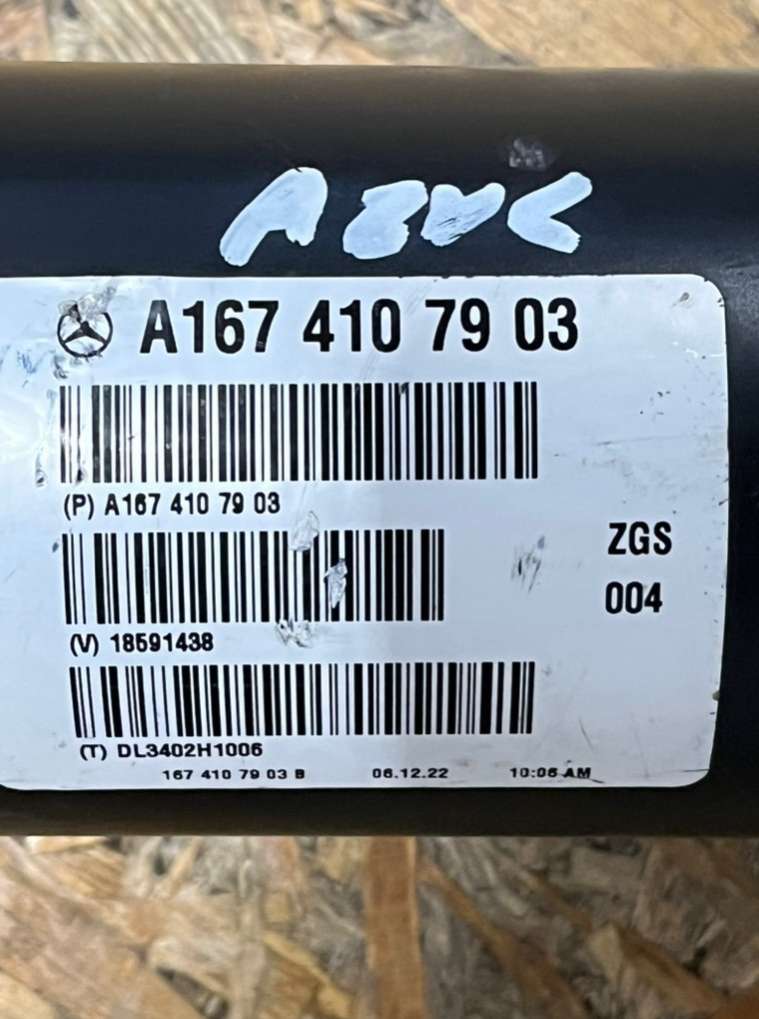 A167 410 79 03
(P) A167 410 79 03
ZGS
004
(V) 18591438
(T) DL3402H1006
167 410 79 03 B 06.12.22 10:06 AM